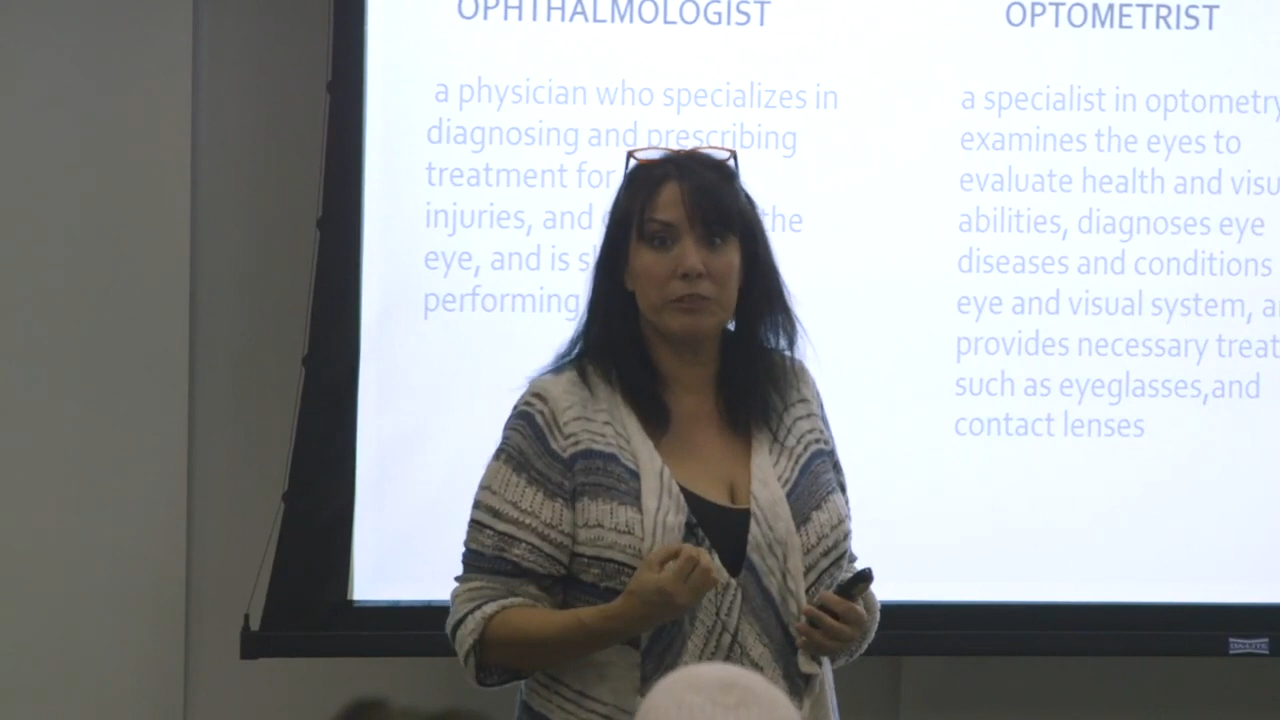 OPHTHALMOLOGIST
a physician who specializes in
diagnosing and prescribing
treatment for
injuries, and the
eye, and is
performing
OPTOMETRIST
a specialist in optometry
examines the eyes to
evaluate health and visu
abilities, diagnoses eye
diseases and conditions
eye and visual system, a
provides necessary treat
such as eyeglasses,and
contact lenses
DA-LITE